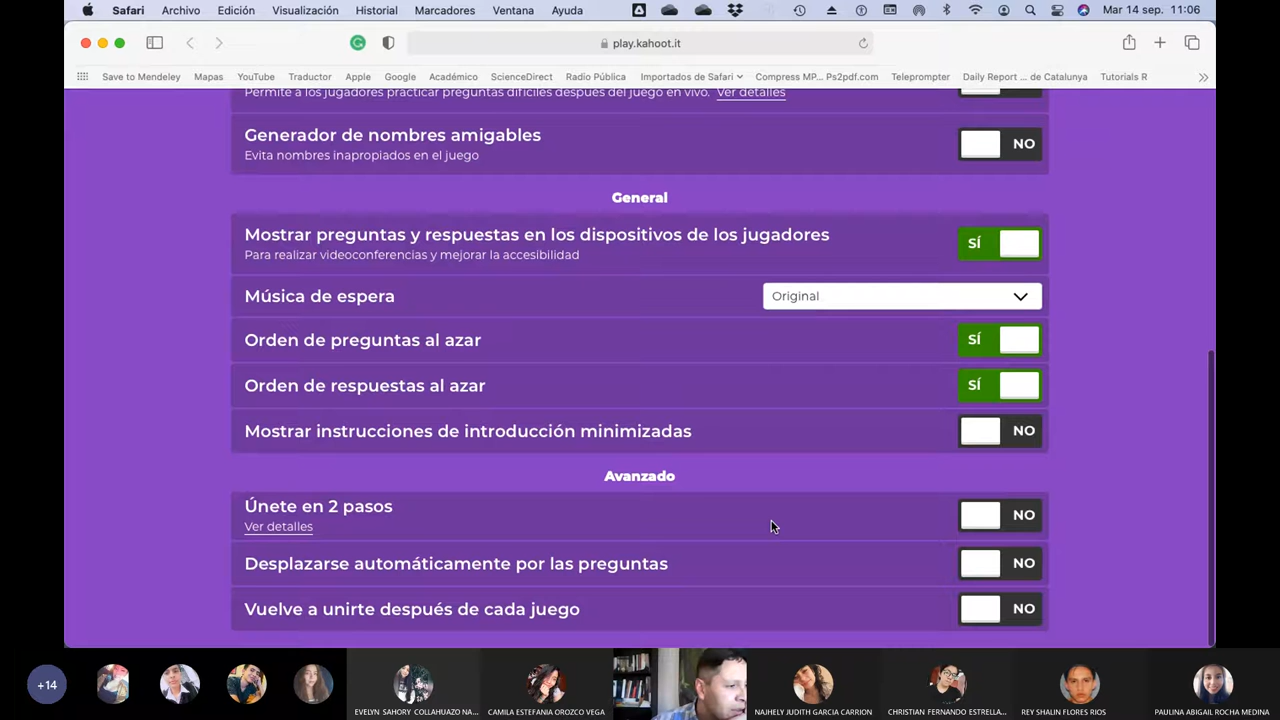 Safari Archivo Edición Visualización Historial Marcadores Ventana Ayuda Mar 14 sep. 11:06
play.kahoot.it
Save to Mendeley Mapas YouTube Traductor Apple Google Académico ScienceDirect Radio Pública Importados de Safari Compress MP... Ps2pdf.com Teleprompter Daily Report ... de Catalunya Tutorials R
Permite a los jugadores practicar preguntas difíciles después del juego en vivo. Ver detalles
Generador de nombres amigables
NO
Evita nombres inapropiados en el juego
General
Mostrar preguntas y respuestas en los dispositivos de los jugadores
SÍ
Para realizar videoconferencias y mejorar la accesibilidad
Música de espera Original
Orden de preguntas al azar SÍ
Orden de respuestas al azar SÍ
Mostrar instrucciones de introducción minimizadas NO
Avanzado
Únete en 2 pasos
NO
Ver detalles
Desplazarse automáticamente por las preguntas NO
Vuelve a unirte después de cada juego NO
+14
EVELYN SAHORY COLLAHUAZO NA... CAMILA ESTEFANIA OROZCO VEGA NAJHELY JUDITH GARCIA CARRION CHRISTIAN FERNANDO ESTRELLA... REY SHALIN FLORES RIOS PAULINA ABIGAIL ROCHA MEDINA